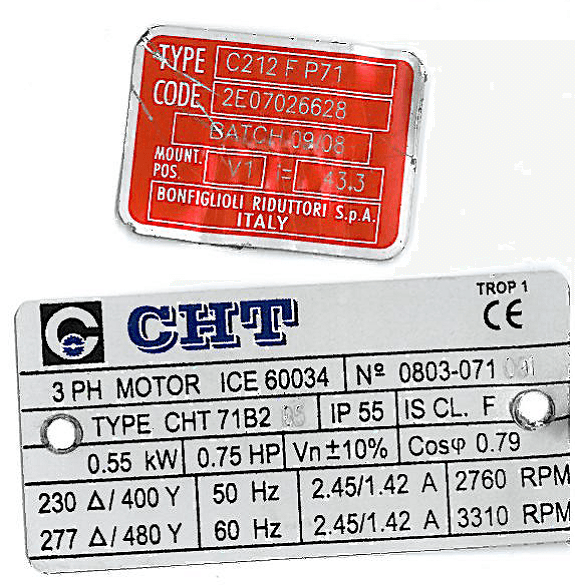 TYPE C212 F P71
CODE 2E07026628
BATCH 09/08
MOUNT. POS V1 i= 43.3
BONFIGLIOLI RIDUTTORI S.p.A.
ITALY
TROP 1
CHT CE
3 PH MOTOR ICE 60034 Nº 0803-071
TYPE CHT 71B2 IP 55 IS CL. F
0.55 kW 0.75 HP Vn ±10% Cosφ 0.79
230 Δ/ 400 Y 50 Hz 2.45/1.42 A 2760 RPM
277 Δ/ 480 Y 60 Hz 2.45/1.42 A 3310 RPM